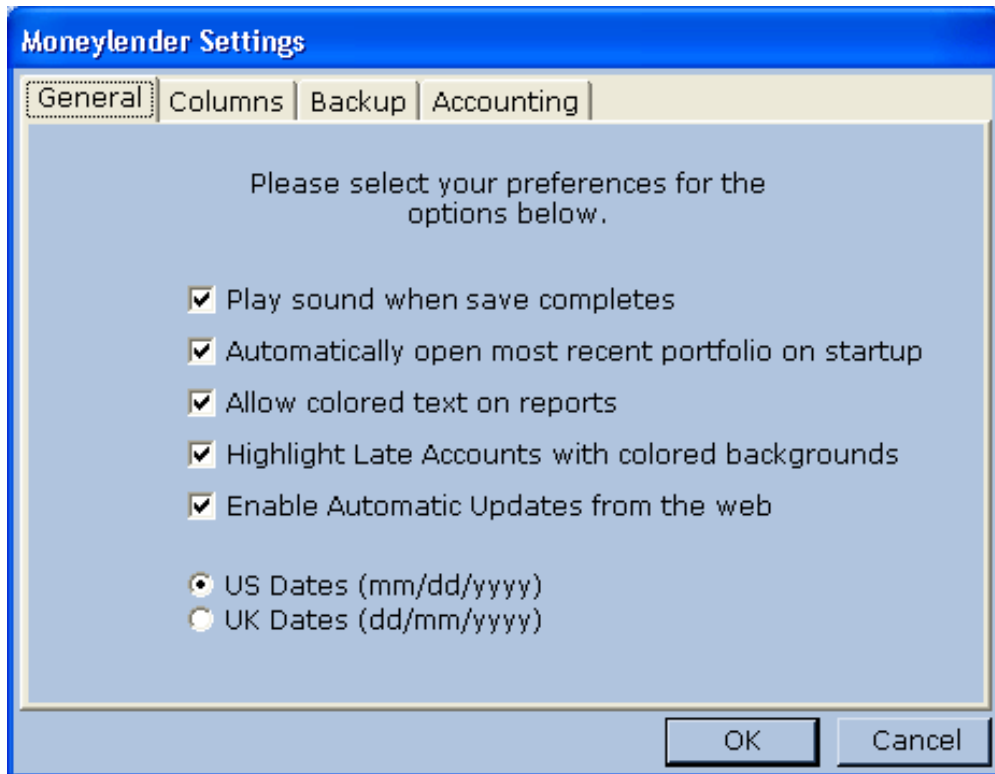 Moneylender Settings
General Columns Backup Accounting
Please select your preferences for the
options below.
Play sound when save completes
Automatically open most recent portfolio on startup
Allow colored text on reports
Highlight Late Accounts with colored backgrounds
Enable Automatic Updates from the web
US Dates (mm/dd/yyyy)
UK Dates (dd/mm/yyyy)
OK Cancel